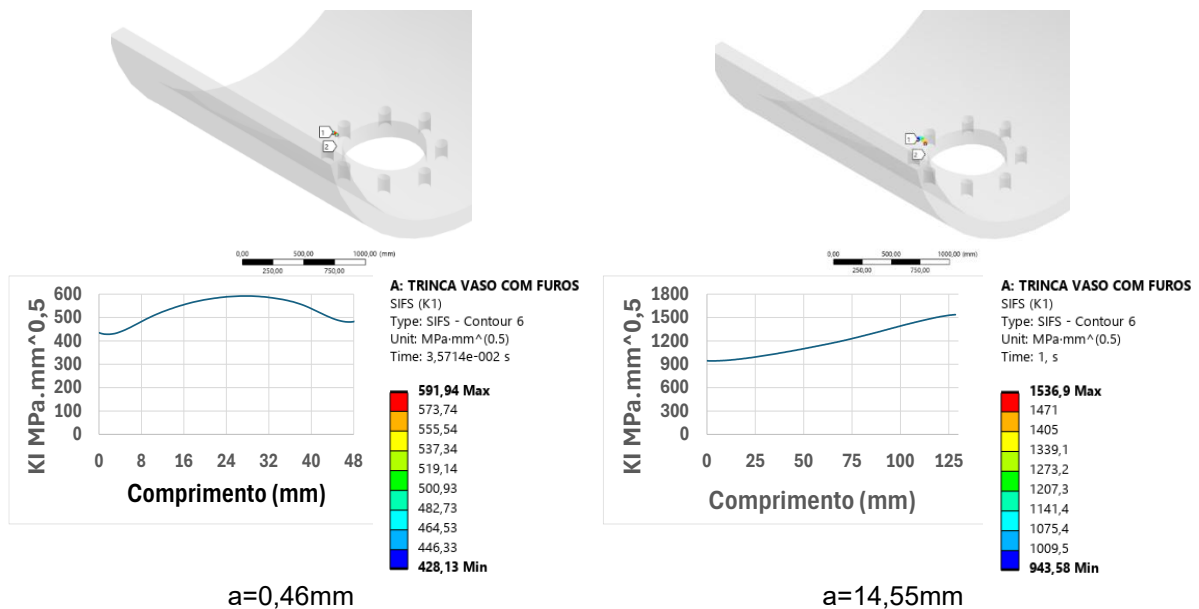 1
2
0,00 500,00 1000,00 (mm)
250,00 750,00
600
500
400
300
200
100
0
KI MPa.mm^0,5
0 8 16 24 32 40 48
Comprimento (mm)
A: TRINCA VASO COM FUROS
SIFS (K1)
Type: SIFS - Contour 6
Unit: MPa·mm^(0.5)
Time: 3,5714e-002 s
591,94 Max
573,74
555,54
537,34
519,14
500,93
482,73
464,53
446,33
428,13 Min
a=0,46mm
1
2
0,00 500,00 1000,00 (mm)
250,00 750,00
1800
1500
1200
900
600
300
0
KI MPa.mm^0,5
0 25 50 75 100 125
Comprimento (mm)
A: TRINCA VASO COM FUROS
SIFS (K1)
Type: SIFS - Contour 6
Unit: MPa·mm^(0.5)
Time: 1, s
1536,9 Max
1471
1405
1339,1
1273,2
1207,3
1141,4
1075,4
1009,5
943,58 Min
a=14,55mm